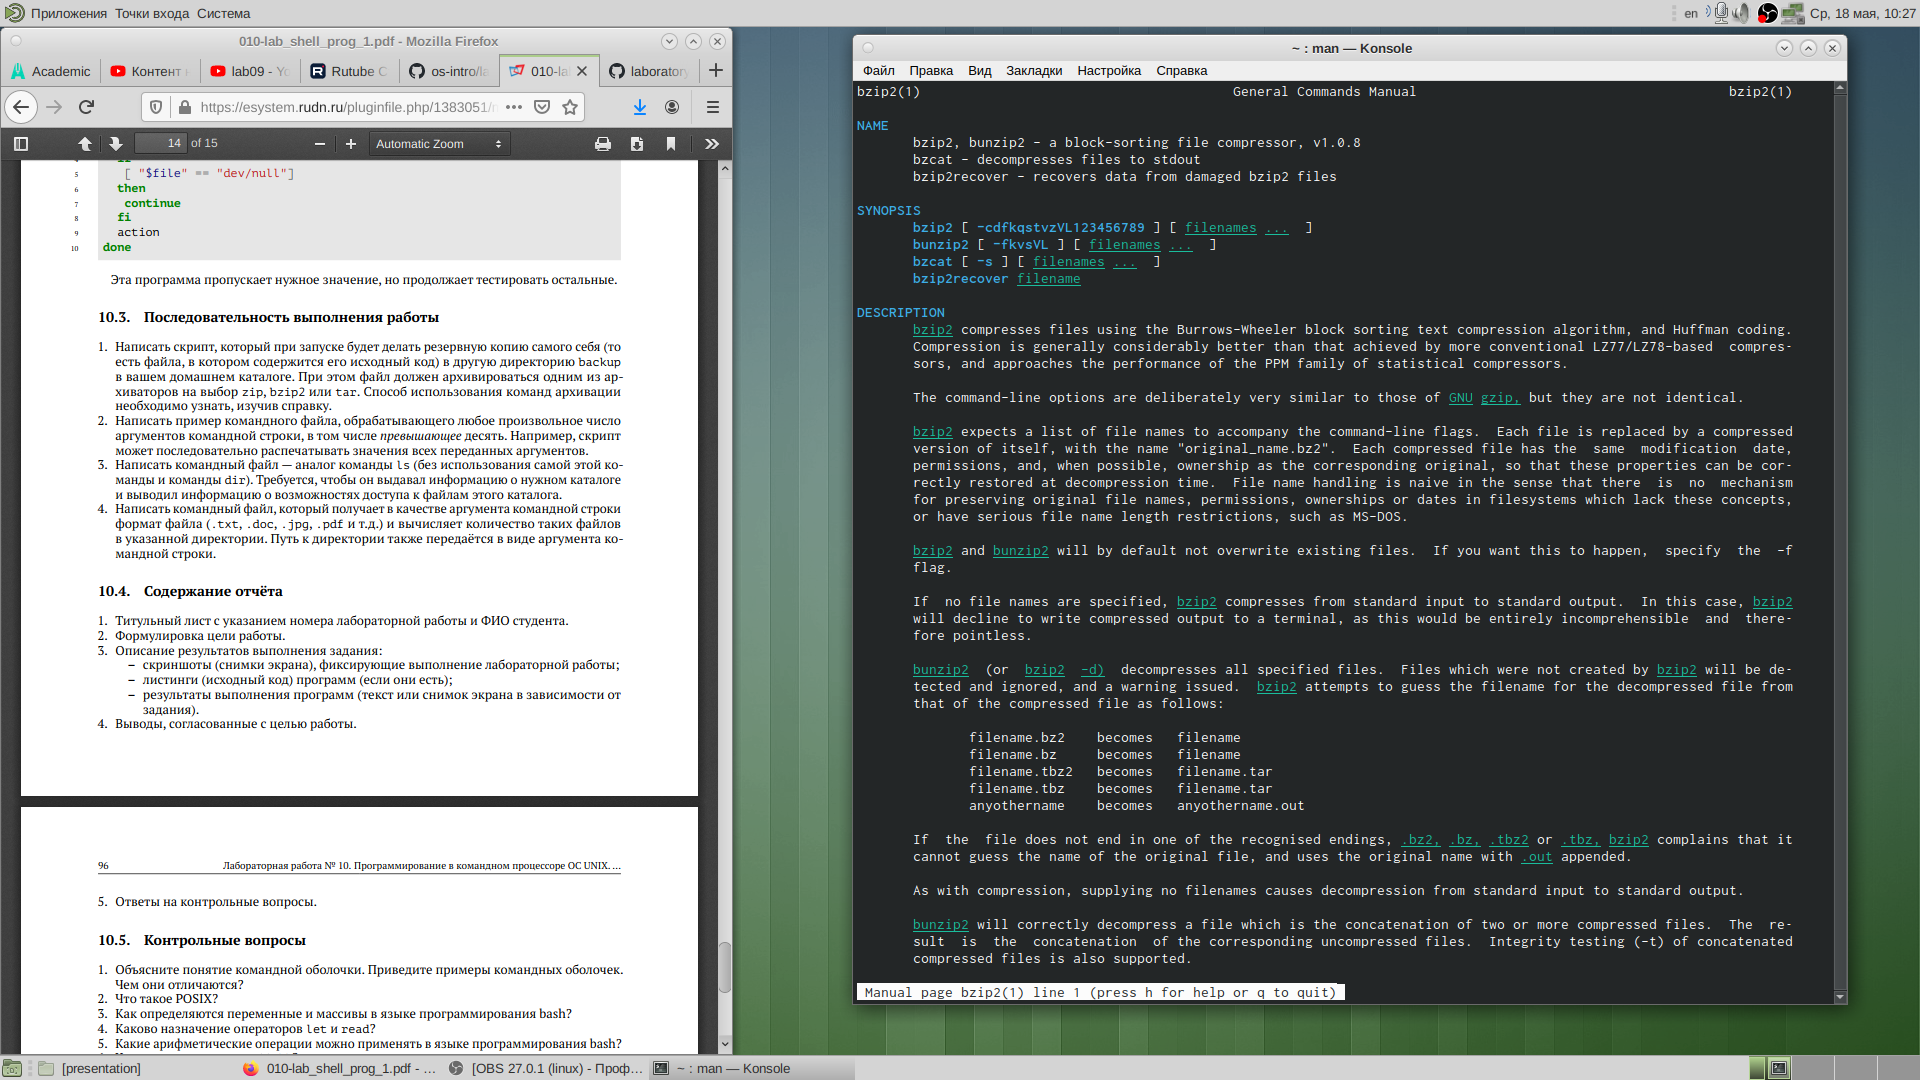 Приложения Точки входа Система
en
Ср, 18 мая, 10:27
010-lab_shell_prog_1.pdf - Mozilla Firefox
Academic
Контент
lab09 - Yo
Rutube
os-intro/la
010-la
laboratory
https://esystem.rudn.ru/pluginfile.php/1383051/
14 of 15
Automatic Zoom
5 [ "$file" == "dev/null"]
6 then
7 continue
8 fi
9 action
10 done
Эта программа пропускает нужное значение, но продолжает тестировать остальные.
10.3. Последовательность выполнения работы
1. Написать скрипт, который при запуске будет делать резервную копию самого себя (то
есть файла, в котором содержится его исходный код) в другую директорию backup
в вашем домашнем каталоге. При этом файл должен архивироваться одним из ар-
хиваторов на выбор zip, bzip2 или tar. Способ использования команд архивации
необходимо узнать, изучив справку.
2. Написать пример командного файла, обрабатывающего любое произвольное число
аргументов командной строки, в том числе превышающее десять. Например, скрипт
может последовательно распечатывать значения всех переданных аргументов.
3. Написать командный файл — аналог команды ls (без использования самой этой ко-
манды и команды dir). Требуется, чтобы он выдавал информацию о нужном каталоге
и выводил информацию о возможностях доступа к файлам этого каталога.
4. Написать командный файл, который получает в качестве аргумента командной строки
формат файла (.txt, .doc, .jpg, .pdf и т.д.) и вычисляет количество таких файлов
в указанной директории. Путь к директории также передаётся в виде аргумента ко-
мандной строки.
10.4. Содержание отчёта
1. Титульный лист с указанием номера лабораторной работы и ФИО студента.
2. Формулировка цели работы.
3. Описание результатов выполнения задания:
– скриншоты (снимки экрана), фиксирующие выполнение лабораторной работы;
– листинги (исходный код) программ (если они есть);
– результаты выполнения программ (текст или снимок экрана в зависимости от
задания).
4. Выводы, согласованные с целью работы.
96 Лабораторная работа № 10. Программирование в командном процессоре ОС UNIX. ...
5. Ответы на контрольные вопросы.
10.5. Контрольные вопросы
1. Объясните понятие командной оболочки. Приведите примеры командных оболочек.
Чем они отличаются?
2. Что такое POSIX?
3. Как определяются переменные и массивы в языке программирования bash?
4. Каково назначение операторов let и read?
5. Какие арифметические операции можно применять в языке программирования bash?
~ : man — Konsole
Файл Правка Вид Закладки Настройка Справка
bzip2(1) General Commands Manual bzip2(1)
NAME
bzip2, bunzip2 - a block-sorting file compressor, v1.0.8
bzcat - decompresses files to stdout
bzip2recover - recovers data from damaged bzip2 files
SYNOPSIS
bzip2 [ -cdfkqstvzVL123456789 ] [ filenames ... ]
bunzip2 [ -fkvsVL ] [ filenames ... ]
bzcat [ -s ] [ filenames ... ]
bzip2recover filename
DESCRIPTION
bzip2 compresses files using the Burrows-Wheeler block sorting text compression algorithm, and Huffman coding.
Compression is generally considerably better than that achieved by more conventional LZ77/LZ78-based compres-
sors, and approaches the performance of the PPM family of statistical compressors.
The command-line options are deliberately very similar to those of GNU gzip, but they are not identical.
bzip2 expects a list of file names to accompany the command-line flags. Each file is replaced by a compressed
version of itself, with the name "original_name.bz2". Each compressed file has the same modification date,
permissions, and, when possible, ownership as the corresponding original, so that these properties can be cor-
rectly restored at decompression time. File name handling is naive in the sense that there is no mechanism
for preserving original file names, permissions, ownerships or dates in filesystems which lack these concepts,
or have serious file name length restrictions, such as MS-DOS.
bzip2 and bunzip2 will by default not overwrite existing files. If you want this to happen, specify the -f
flag.
If no file names are specified, bzip2 compresses from standard input to standard output. In this case, bzip2
will decline to write compressed output to a terminal, as this would be entirely incomprehensible and there-
fore pointless.
bunzip2 (or bzip2 -d) decompresses all specified files. Files which were not created by bzip2 will be de-
tected and ignored, and a warning issued. bzip2 attempts to guess the filename for the decompressed file from
that of the compressed file as follows:
filename.bz2 becomes filename
filename.bz becomes filename
filename.tbz2 becomes filename.tar
filename.tbz becomes filename.tar
anyothername becomes anyothername.out
If the file does not end in one of the recognised endings, .bz2, .bz, .tbz2 or .tbz, bzip2 complains that it
cannot guess the name of the original file, and uses the original name with .out appended.
As with compression, supplying no filenames causes decompression from standard input to standard output.
bunzip2 will correctly decompress a file which is the concatenation of two or more compressed files. The re-
sult is the concatenation of the corresponding uncompressed files. Integrity testing (-t) of concatenated
compressed files is also supported.
Manual page bzip2(1) line 1 (press h for help or q to quit)
[presentation]
010-lab_shell_prog_1.pdf - ...
[OBS 27.0.1 (linux) - Проф...
~ : man — Konsole